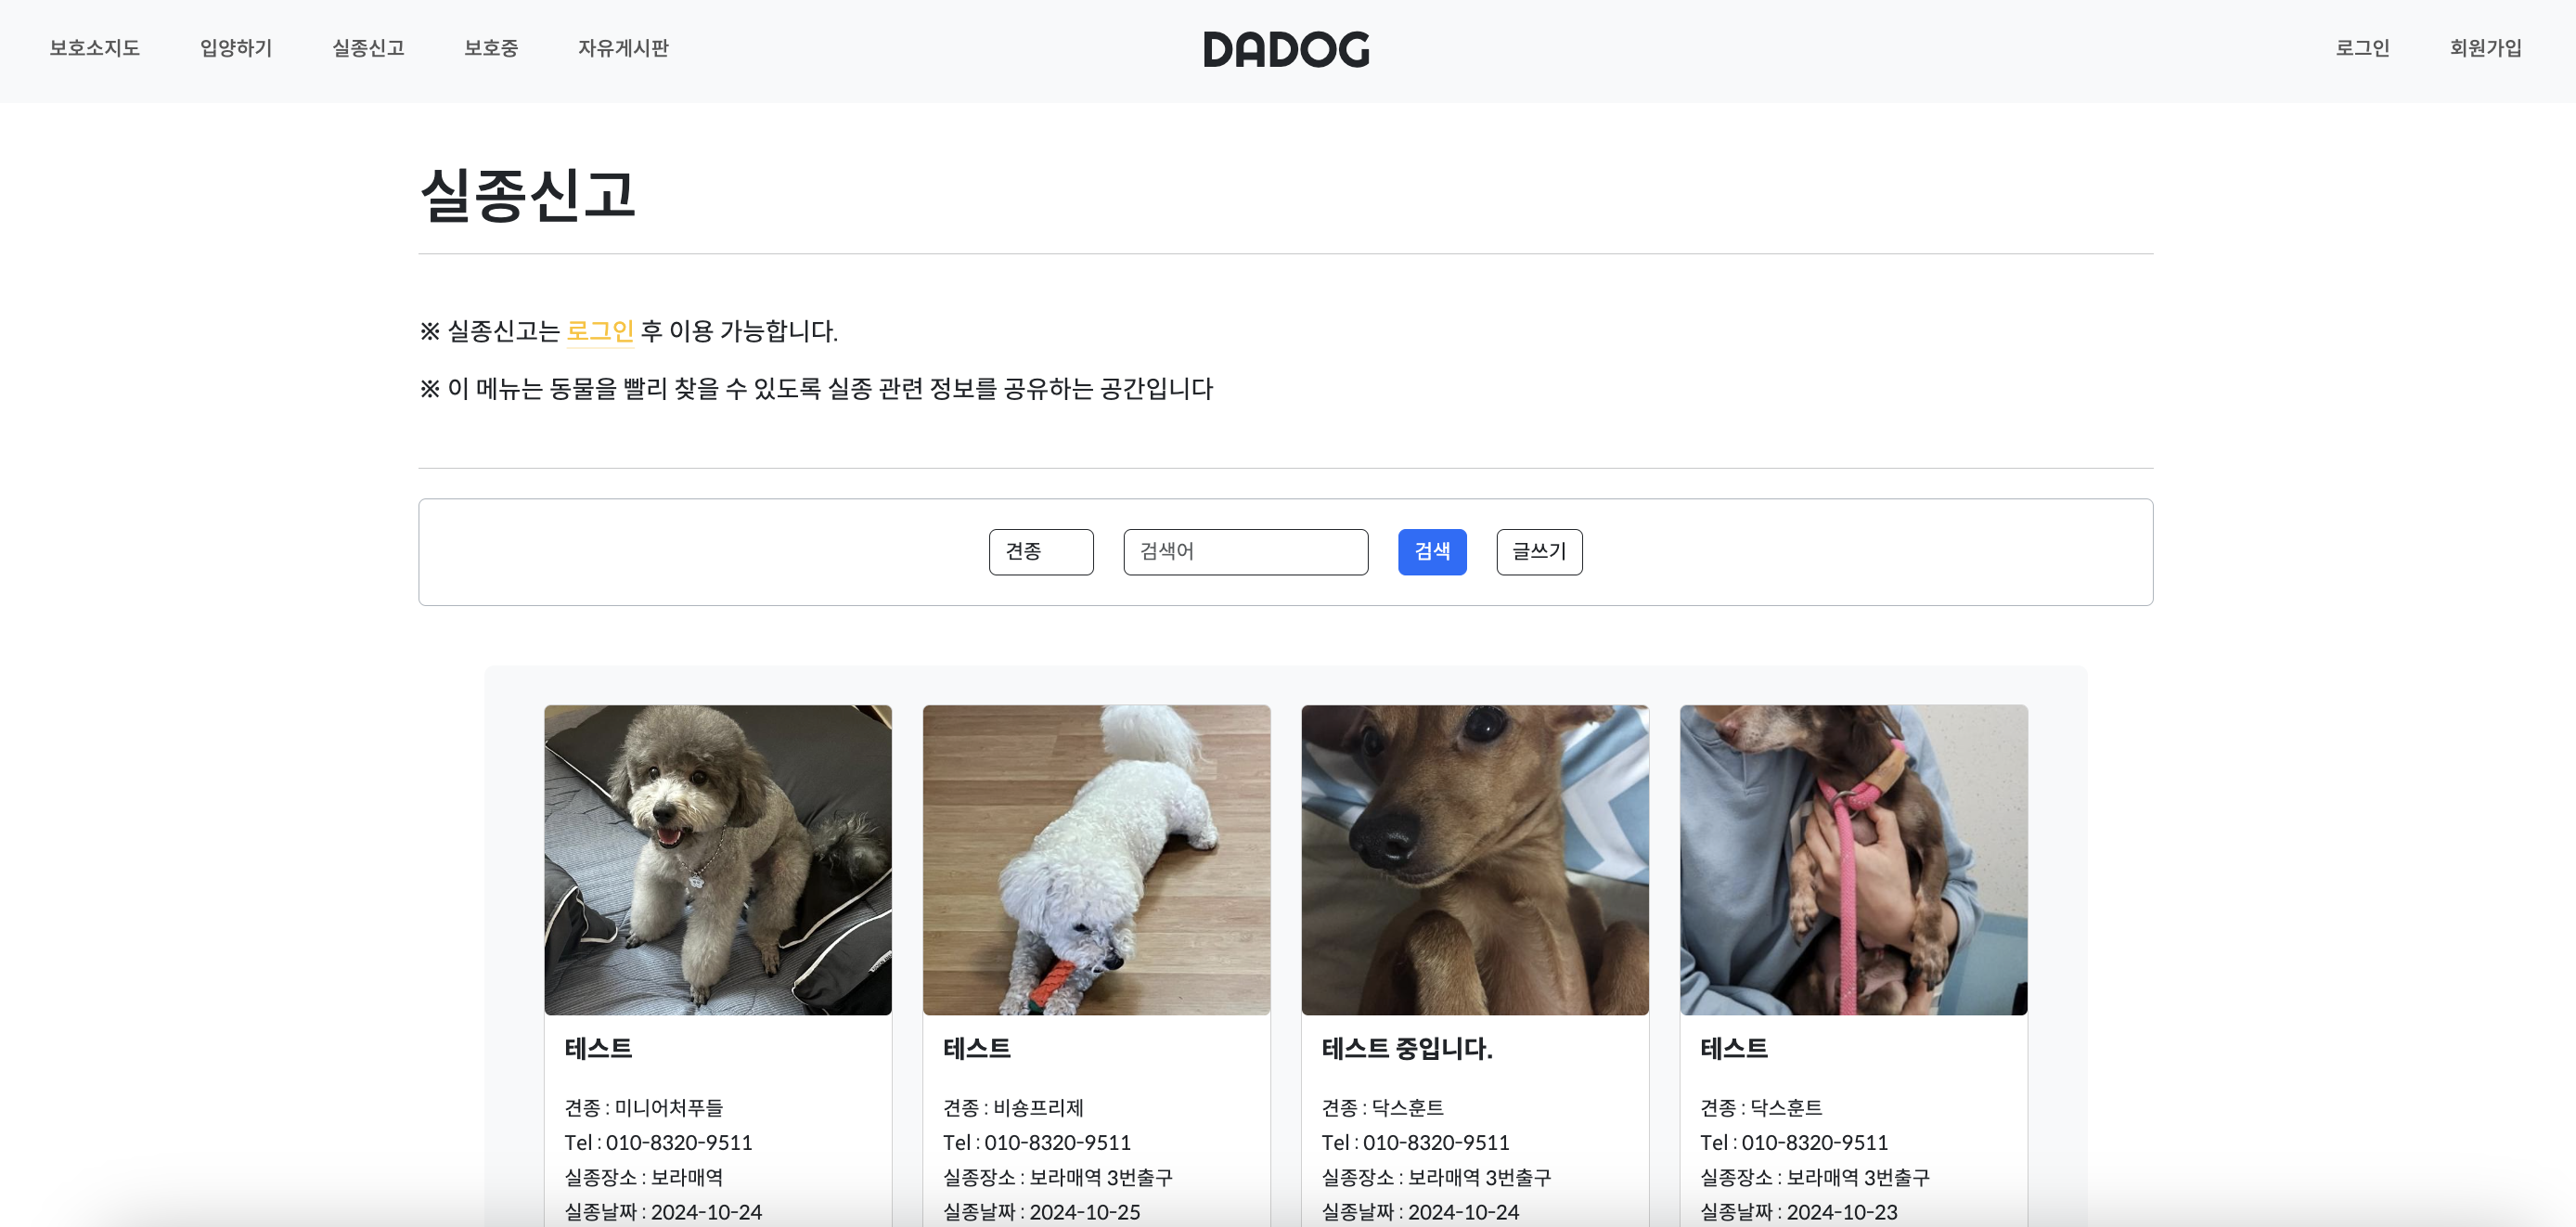 보호소지도 입양하기 실종신고 보호중 자유게시판 DADOG 로그인 회원가입
실종신고
※ 실종신고는 로그인 후 이용 가능합니다.
※ 이 메뉴는 동물을 빨리 찾을 수 있도록 실종 관련 정보를 공유하는 공간입니다
견종 검색어 검색 글쓰기
테스트
견종 : 미니어처푸들
Tel : 010-8320-9511
실종장소 : 보라매역
실종날짜 : 2024-10-24
테스트
견종 : 비숑프리제
Tel : 010-8320-9511
실종장소 : 보라매역 3번출구
실종날짜 : 2024-10-25
테스트 중입니다.
견종 : 닥스훈트
Tel : 010-8320-9511
실종장소 : 보라매역 3번출구
실종날짜 : 2024-10-24
테스트
견종 : 닥스훈트
Tel : 010-8320-9511
실종장소 : 보라매역 3번출구
실종날짜 : 2024-10-23